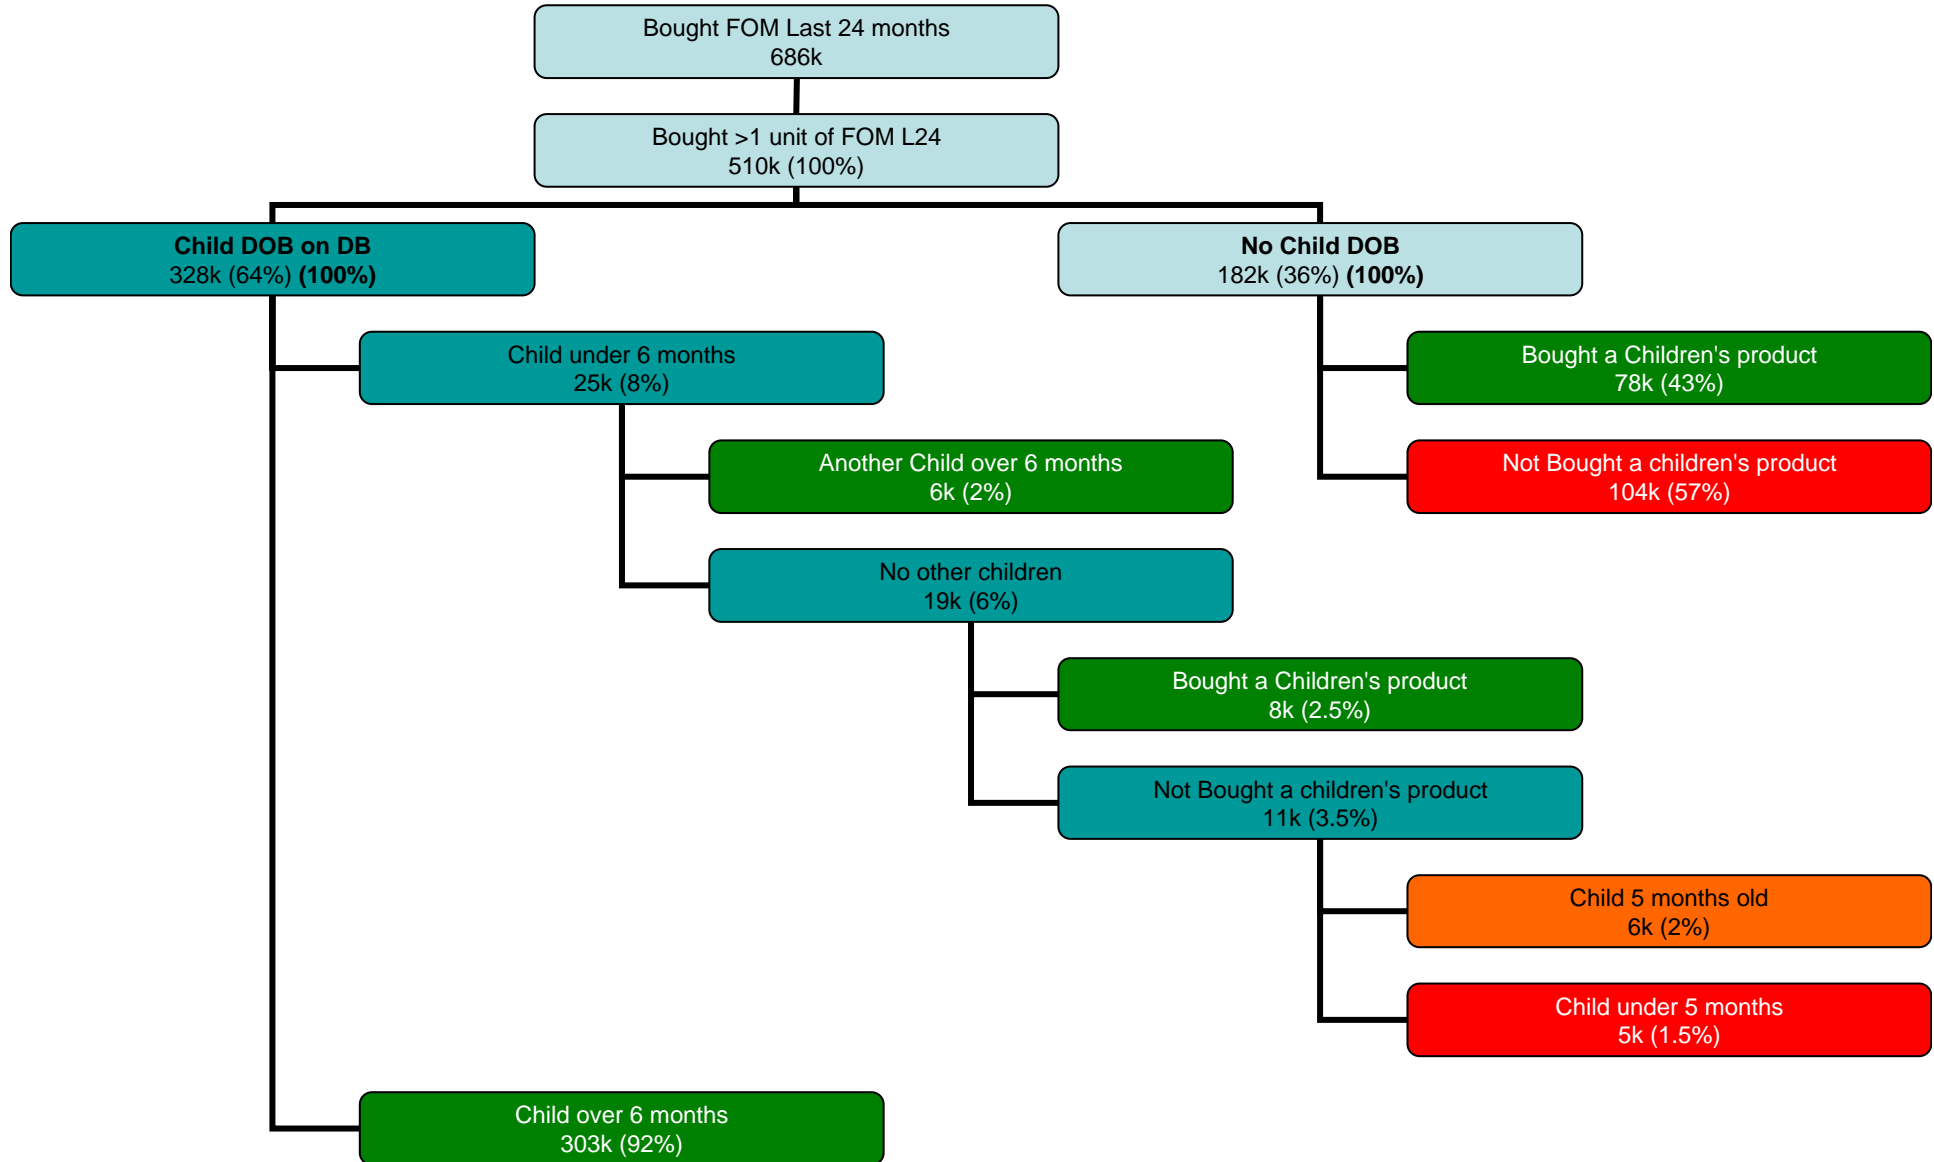 Bought FOM Last 24 months
686k
Bought >1 unit of FOM L24
510k (100%)
Child DOB on DB
328k (64%) (100%)
No Child DOB
182k (36%) (100%)
Child under 6 months
25k (8%)
Bought a Children's product
78k (43%)
Another Child over 6 months
6k (2%)
Not Bought a children's product
104k (57%)
No other children
19k (6%)
Bought a Children's product
8k (2.5%)
Not Bought a children's product
11k (3.5%)
Child 5 months old
6k (2%)
Child under 5 months
5k (1.5%)
Child over 6 months
303k (92%)